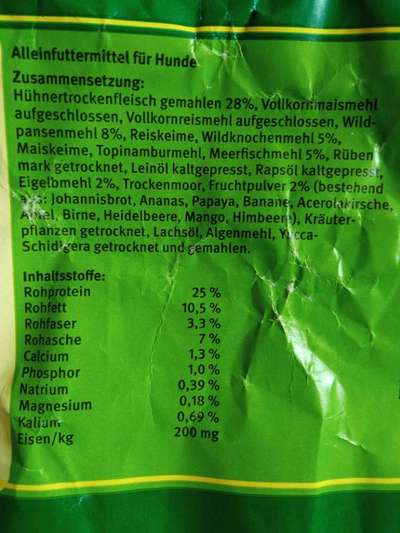 Alleinfuttermittel für Hunde
Zusammensetzung:
Hühnertrockenfleisch gemahlen 28%, Vollkornmaismehl
aufgeschlossen, Vollkornreismehl aufgeschlossen, Wild-
pansenmehl 8%, Reiskeime, Wildknochenmehl 5%,
Maiskeime, Topinamburmehl, Meerfischmehl 5%, Rüben
mark getrocknet, Leinöl kaltgepresst, Rapsöl kaltgepresst,
Eigelbmehl 2%, Trockenmoor, Fruchtpulver 2% (bestehend
aus: Johannisbrot, Ananas, Papaya, Banane, Acerolakirsche,
Apfel, Birne, Heidelbeere, Mango, Himbeere), Kräuter-
pflanzen getrocknet, Lachsöl, Algenmehl, Yucca-
Schidigera getrocknet und gemahlen.
Inhaltsstoffe:
Rohprotein 25 %
Rohfett 10,5 %
Rohfaser 3,3 %
Rohasche 7 %
Calcium 1,3 %
Phosphor 1,0 %
Natrium 0,39 %
Magnesium 0,18 %
Kalium 0,69 %
Eisen/kg 200 mg